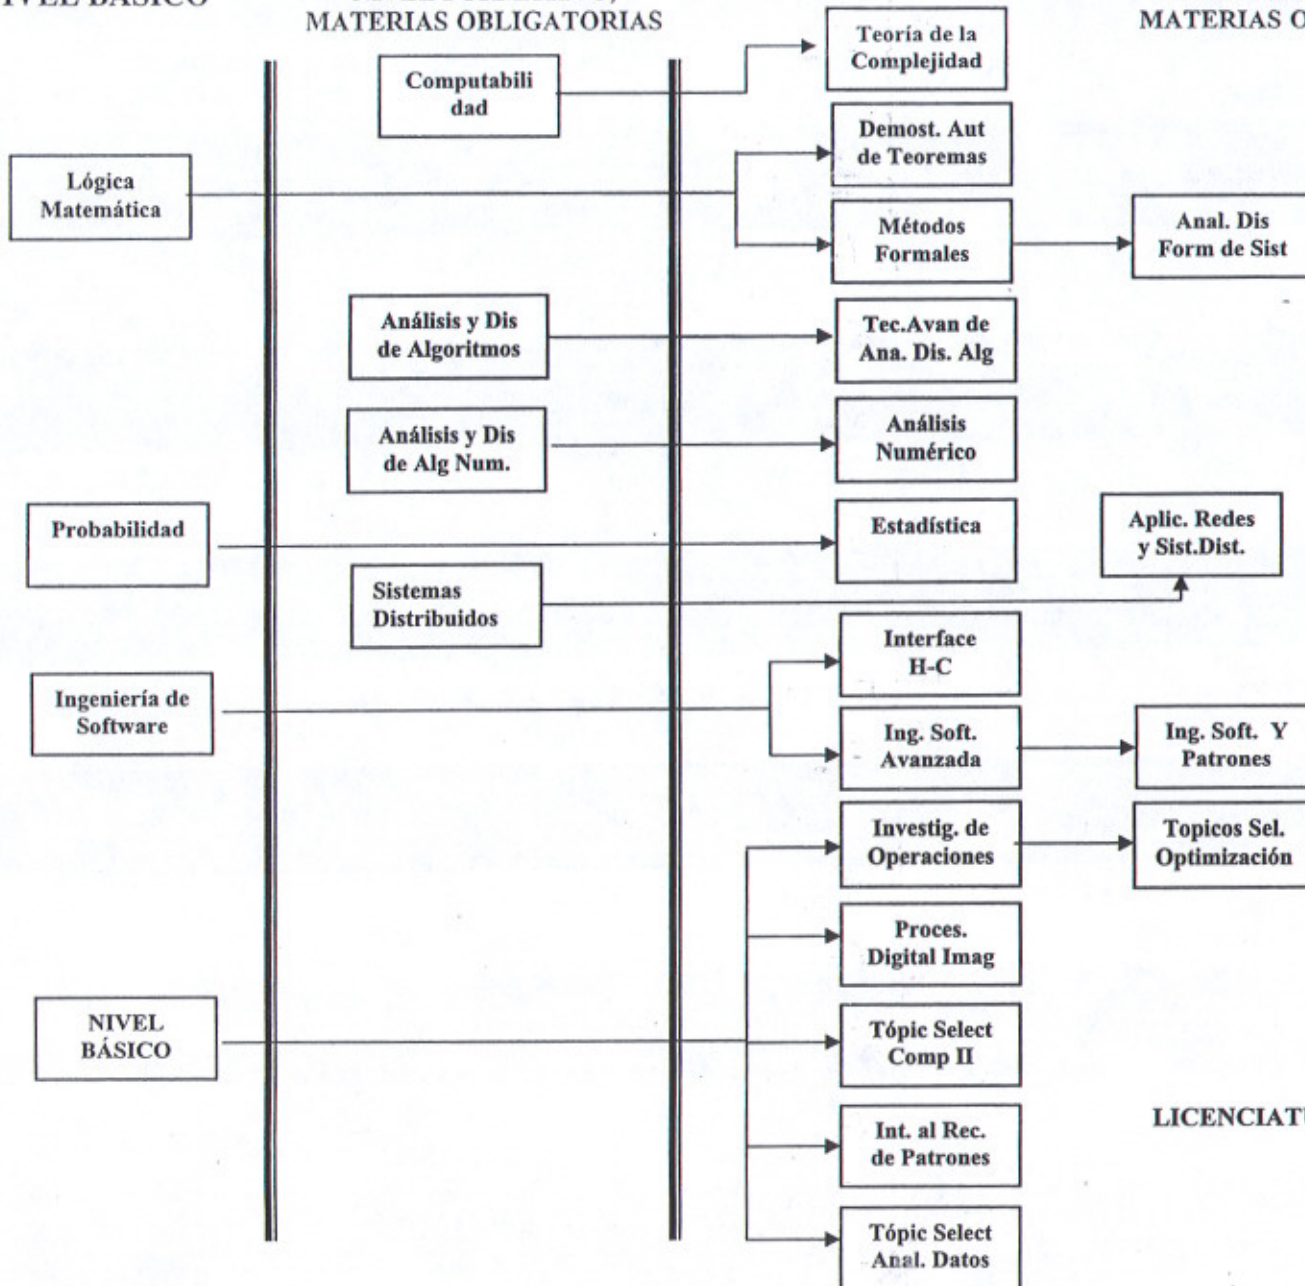 MATERIAS OBLIGATORIAS
MATERIAS O
Computabili
dad
Teoría de la
Complejidad
Demost. Aut
de Teoremas
Lógica
Matemática
Métodos
Formales
Anal. Dis
Form de Sist
Análisis y Dis
de Algoritmos
Tec.Avan de
Ana. Dis. Alg
Análisis y Dis
de Alg Num.
Análisis
Numérico
Probabilidad
Estadística
Aplic. Redes
y Sist.Dist.
Sistemas
Distribuidos
Interface
H-C
Ingeniería de
Software
Ing. Soft.
Avanzada
Ing. Soft. Y
Patrones
Investig. de
Operaciones
Topicos Sel.
Optimización
Proces.
Digital Imag
NIVEL
BÁSICO
Tópic Select
Comp II
Int. al Rec.
de Patrones
LICENCIATU
Tópic Select
Anal. Datos